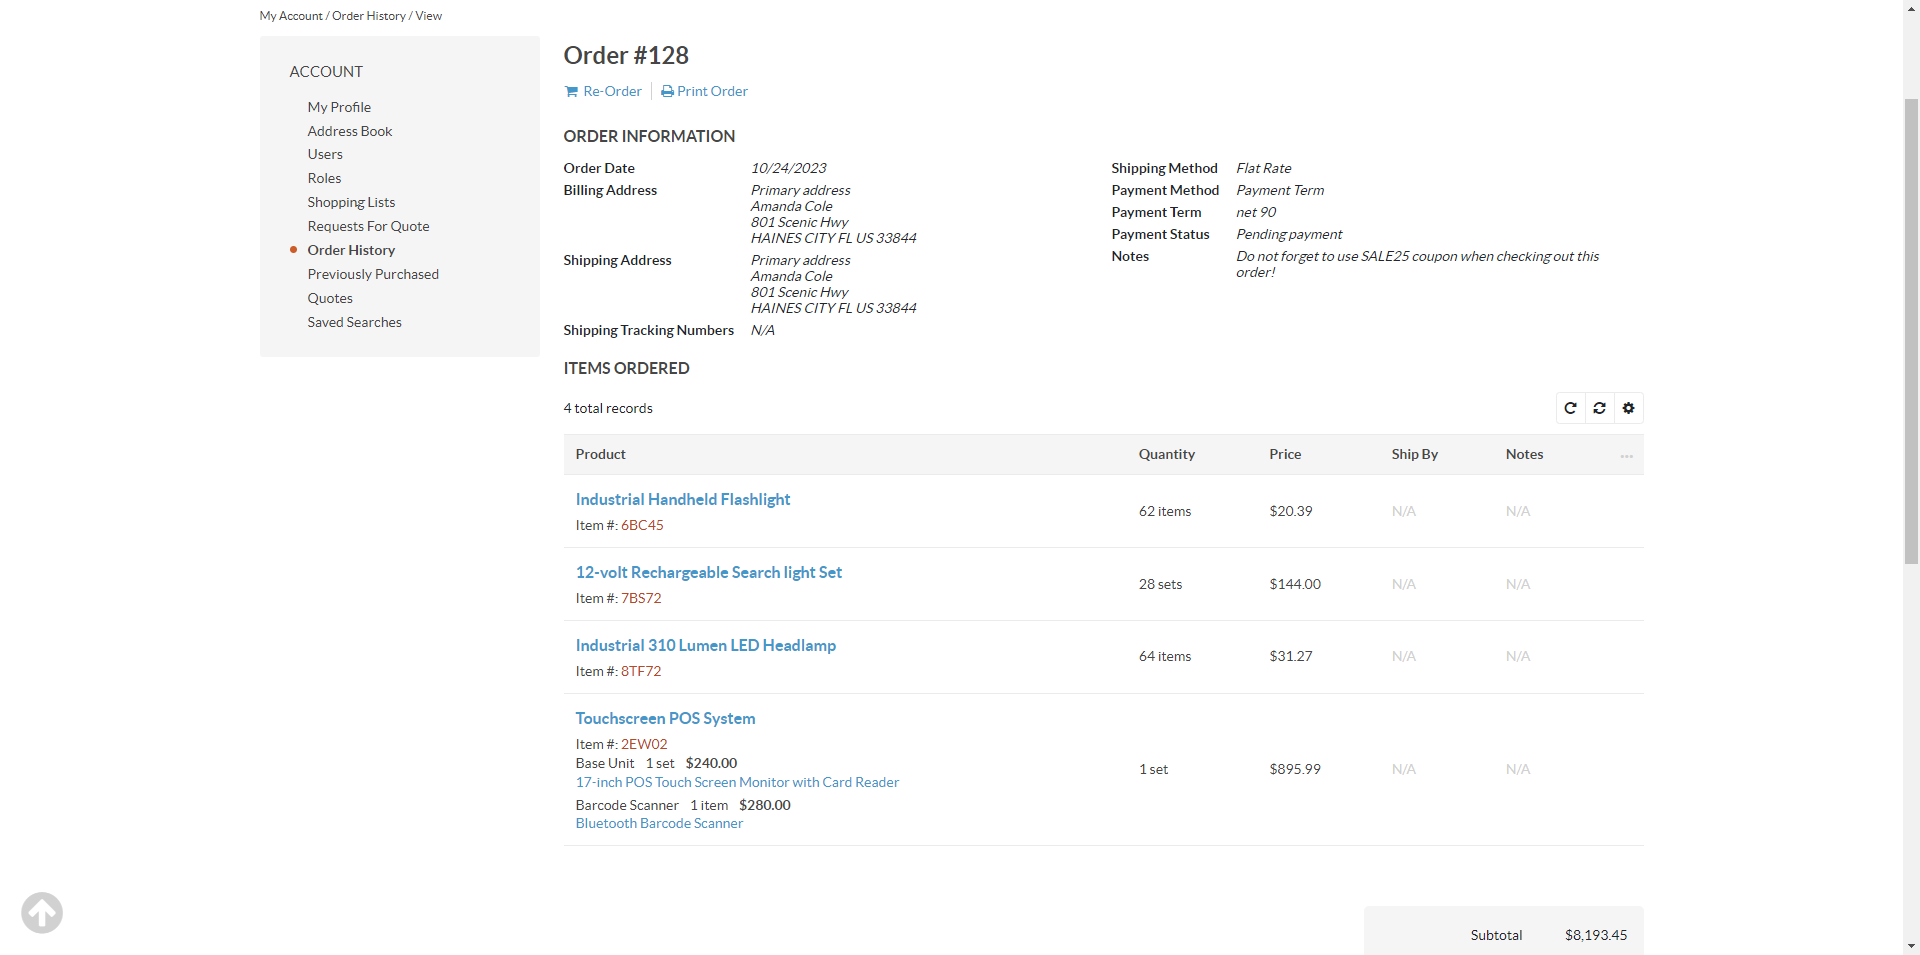 My Account / Order History / View
ACCOUNT
My Profile
Address Book
Users
Roles
Shopping Lists
Requests For Quote
Order History
Previously Purchased
Quotes
Saved Searches
Order #128
Re-Order Print Order
ORDER INFORMATION
Order Date 10/24/2023
Billing Address Primary address
Amanda Cole
801 Scenic Hwy
HAINES CITY FL US 33844
Shipping Address Primary address
Amanda Cole
801 Scenic Hwy
HAINES CITY FL US 33844
Shipping Tracking Numbers N/A
Shipping Method Flat Rate
Payment Method Payment Term
Payment Term net 90
Payment Status Pending payment
Notes Do not forget to use SALE25 coupon when checking out this
order!
ITEMS ORDERED
4 total records
Product Quantity Price Ship By Notes ...
Industrial Handheld Flashlight
Item #: 6BC45
62 items $20.39 N/A N/A
12-volt Rechargeable Search light Set
Item #: 7BS72
28 sets $144.00 N/A N/A
Industrial 310 Lumen LED Headlamp
Item #: 8TF72
64 items $31.27 N/A N/A
Touchscreen POS System
Item #: 2EW02
Base Unit 1 set $240.00
17-inch POS Touch Screen Monitor with Card Reader
Barcode Scanner 1 item $280.00
Bluetooth Barcode Scanner
1 set $895.99 N/A N/A
Subtotal $8,193.45